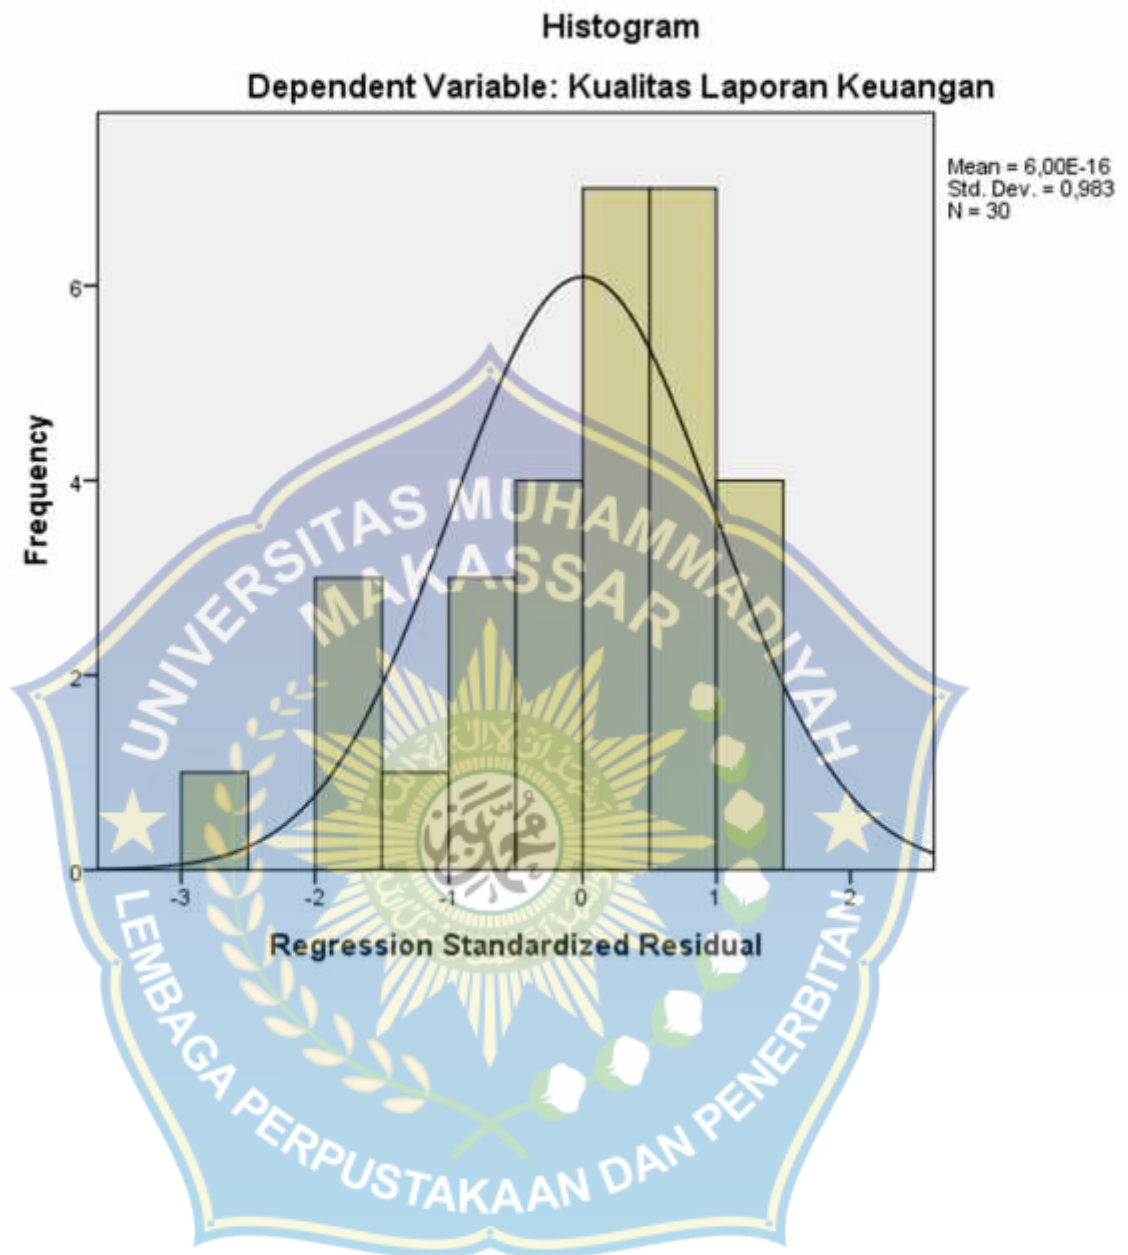 Histogram
Dependent Variable: Kualitas Laporan Keuangan
Mean = 6,00E-16
Std. Dev. = 0,983
N = 30
Frequency
6
4
2
0
-3
-2
-1
0
1
2
Regression Standardized Residual
UNIVERSITAS MUHAMMADIYAH
MAKASSAR
LEMBAGA PERPUSTAKAAN DAN PENERBITAN